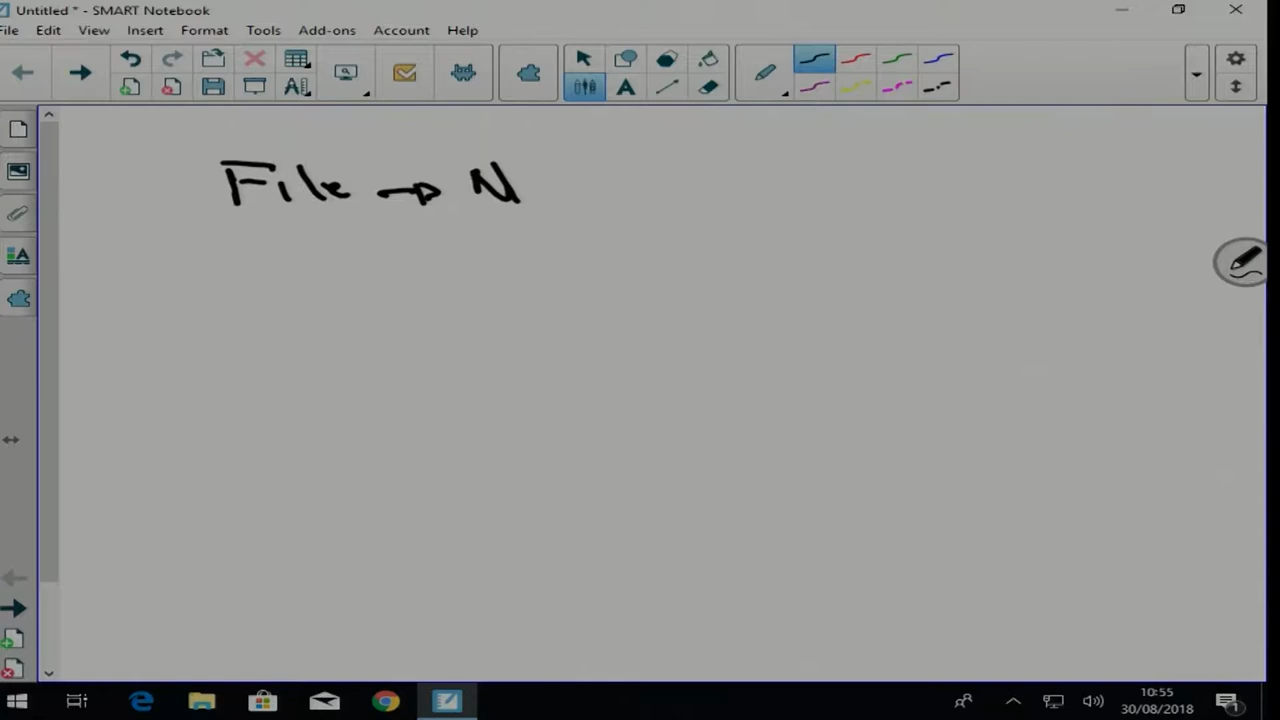 Untitled * - SMART Notebook
File Edit View Insert Format Tools Add-ons Account Help
File → N
10:55
30/08/2018
1